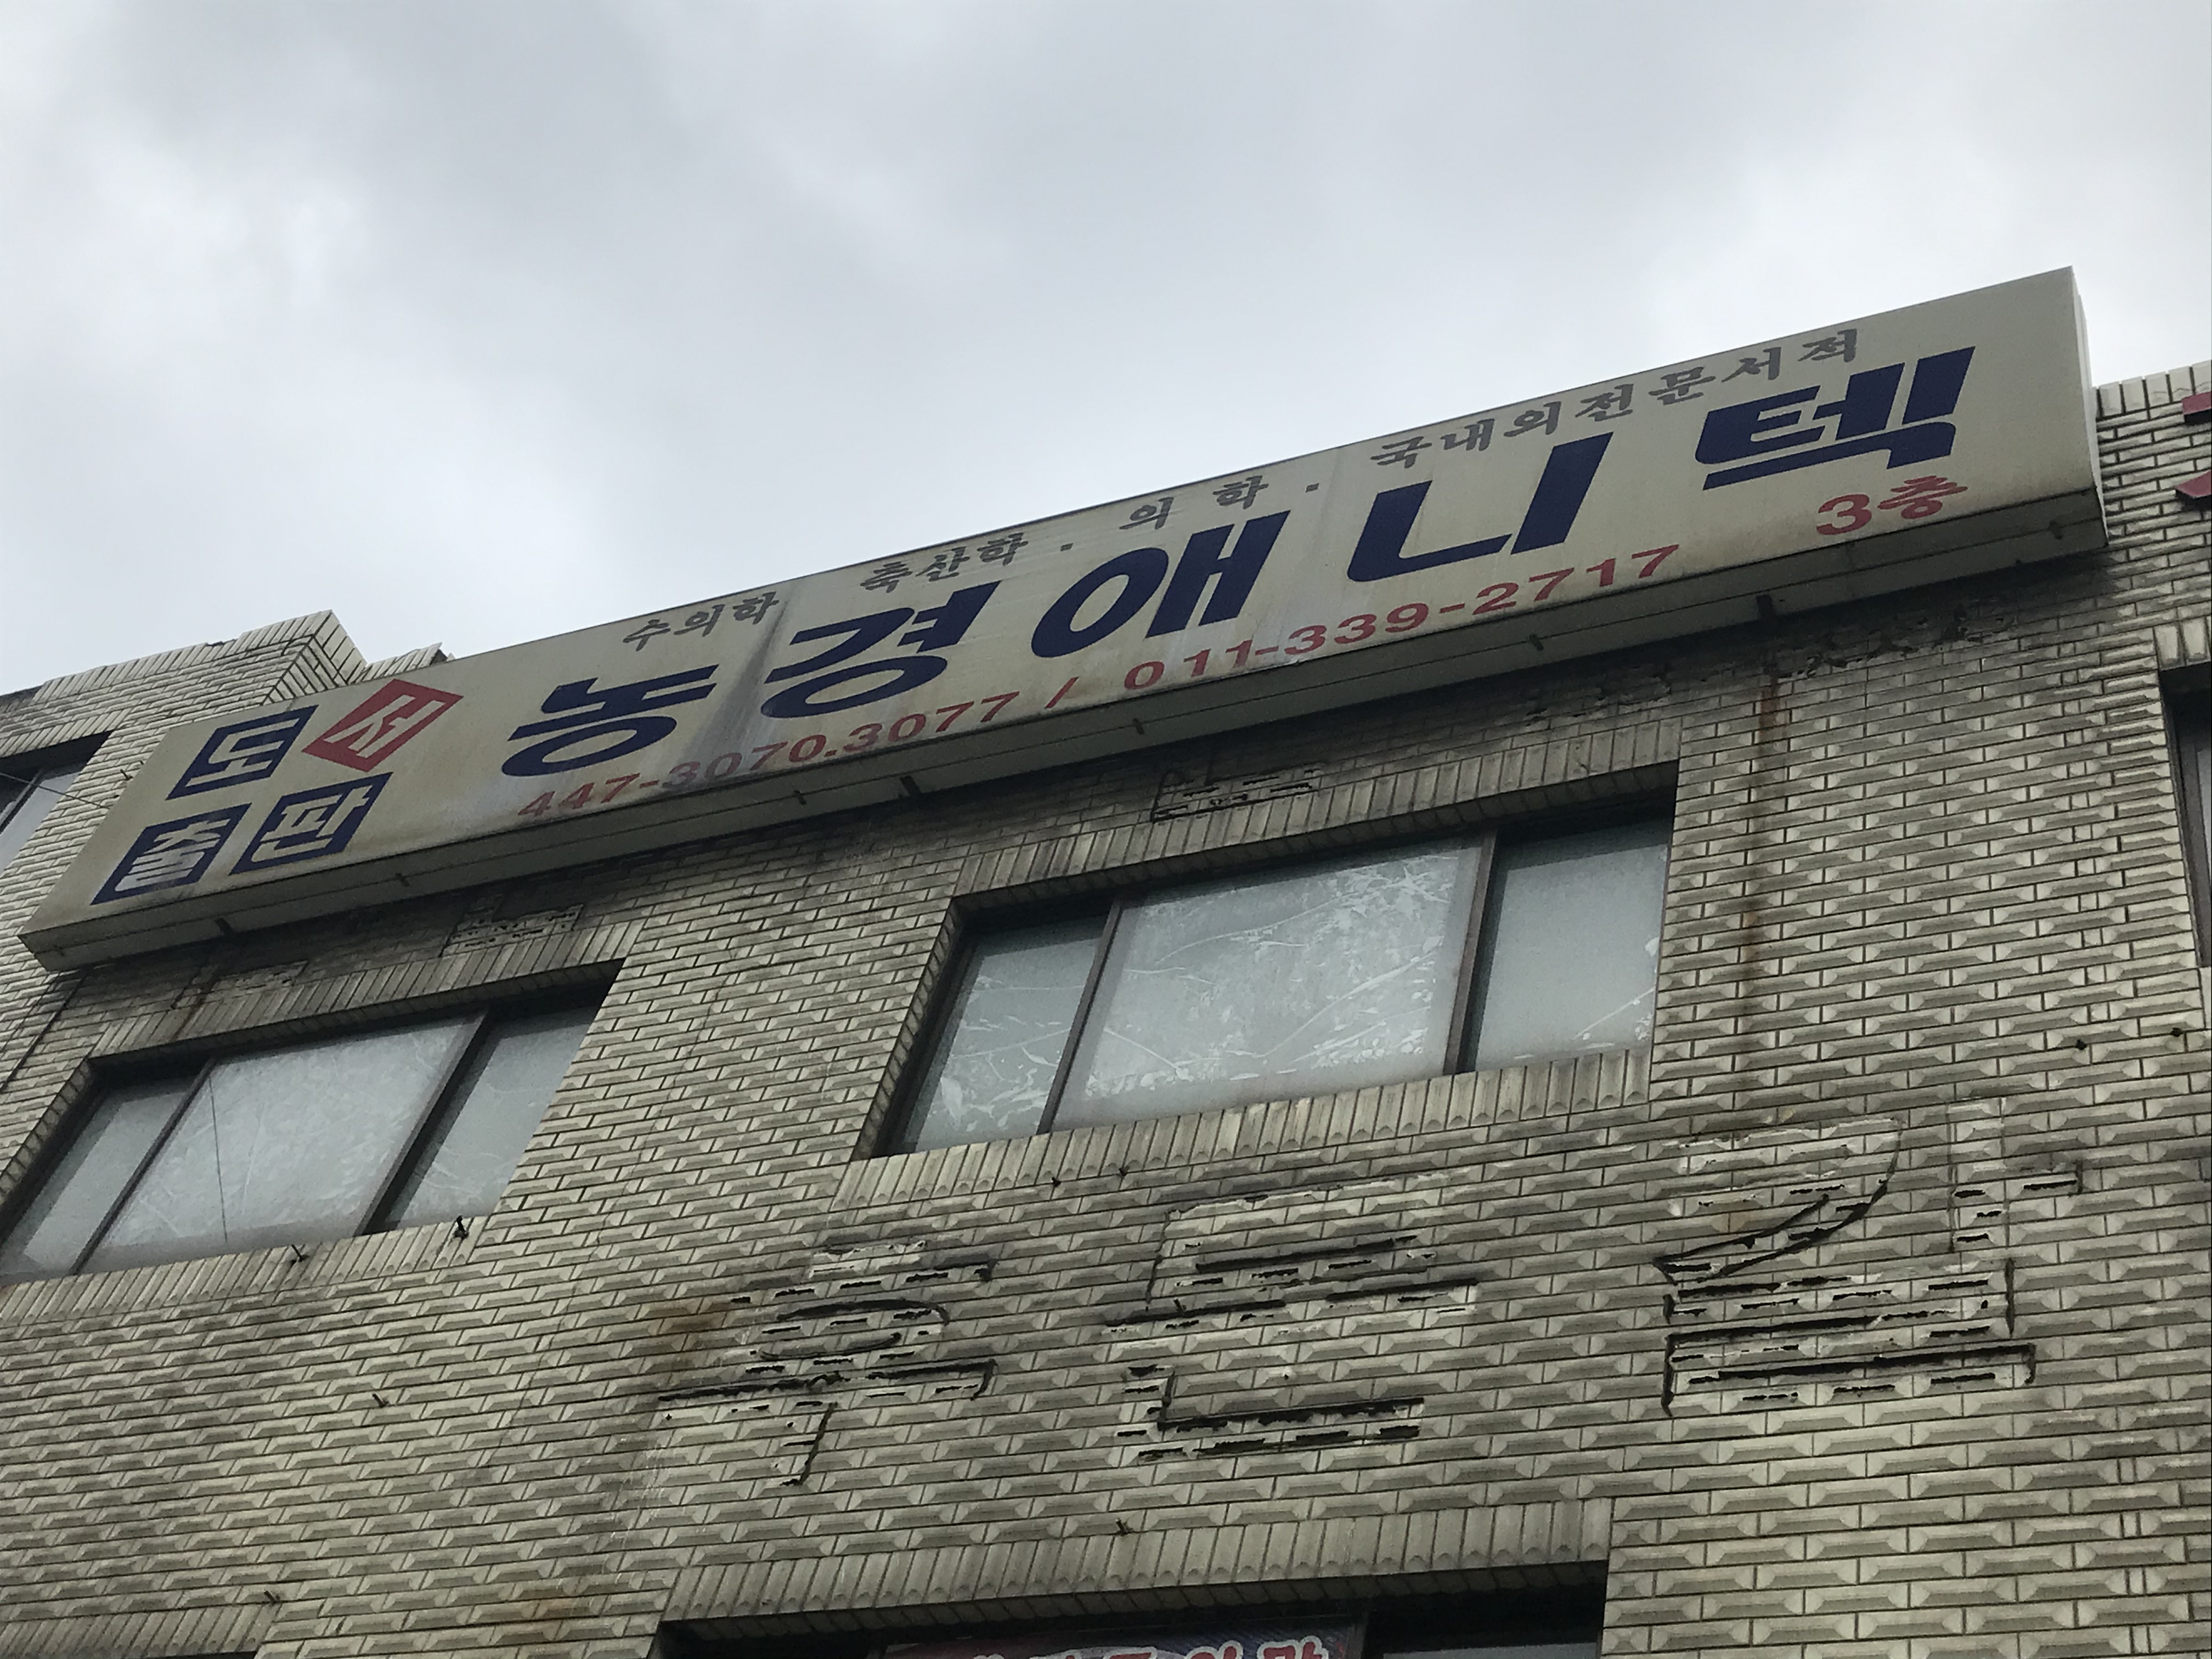 도서
출판
수의학 축산학 · 의 학 · 국내외전문서적
농경애니텍
447-3070.3077 / 011-339-2717 3층